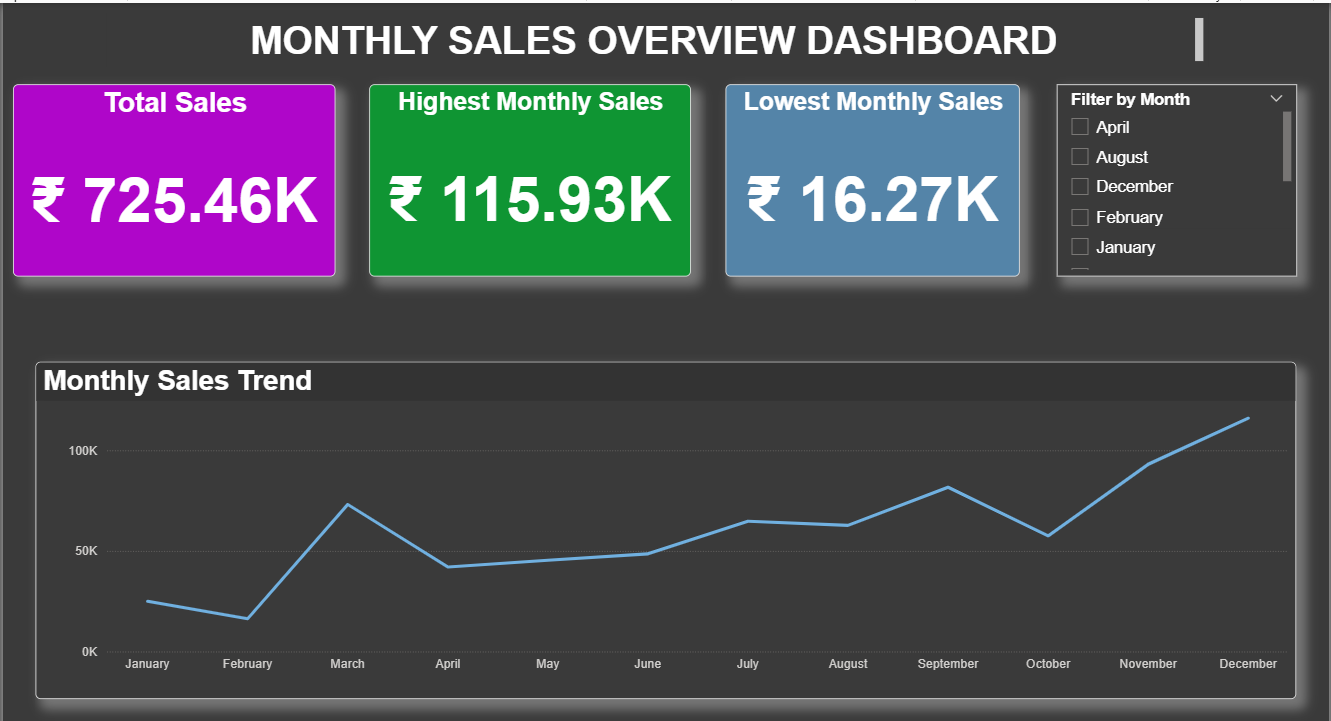 MONTHLY SALES OVERVIEW DASHBOARD
Total Sales
₹ 725.46K
Highest Monthly Sales
₹ 115.93K
Lowest Monthly Sales
₹ 16.27K
Filter by Month
April
August
December
February
January
Monthly Sales Trend
100K
50K
0K
January February March April May June July August September October November December